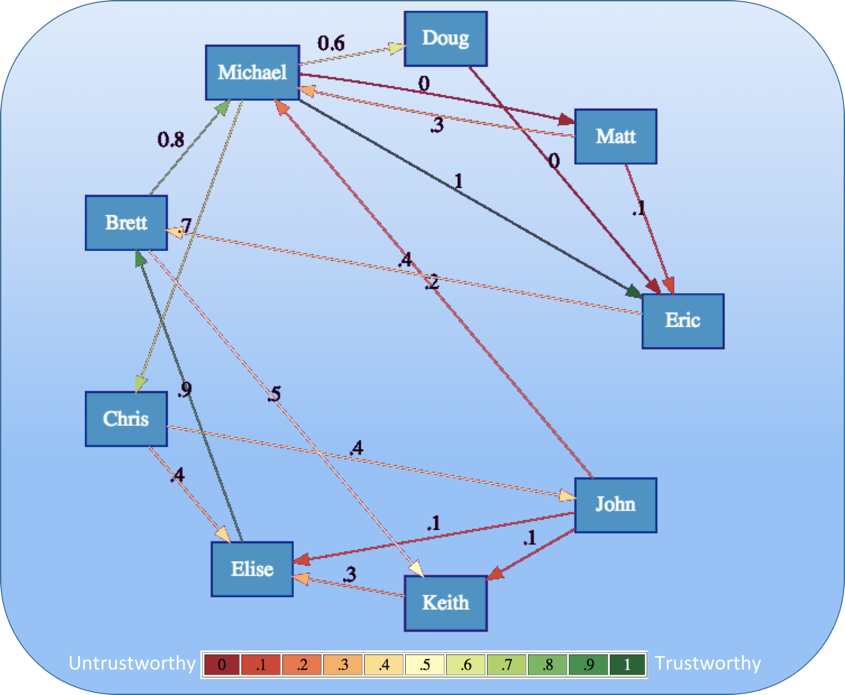 Doug
0.6
Michael
0
.3
Matt
0.8
0
1
.1
Brett
.7
.4
.2
Eric
.9
.5
Chris
.4
.4
John
.1
.1
Elise
.3
Keith
Untrustworthy 0 .1 .2 .3 .4 .5 .6 .7 .8 .9 1 Trustworthy